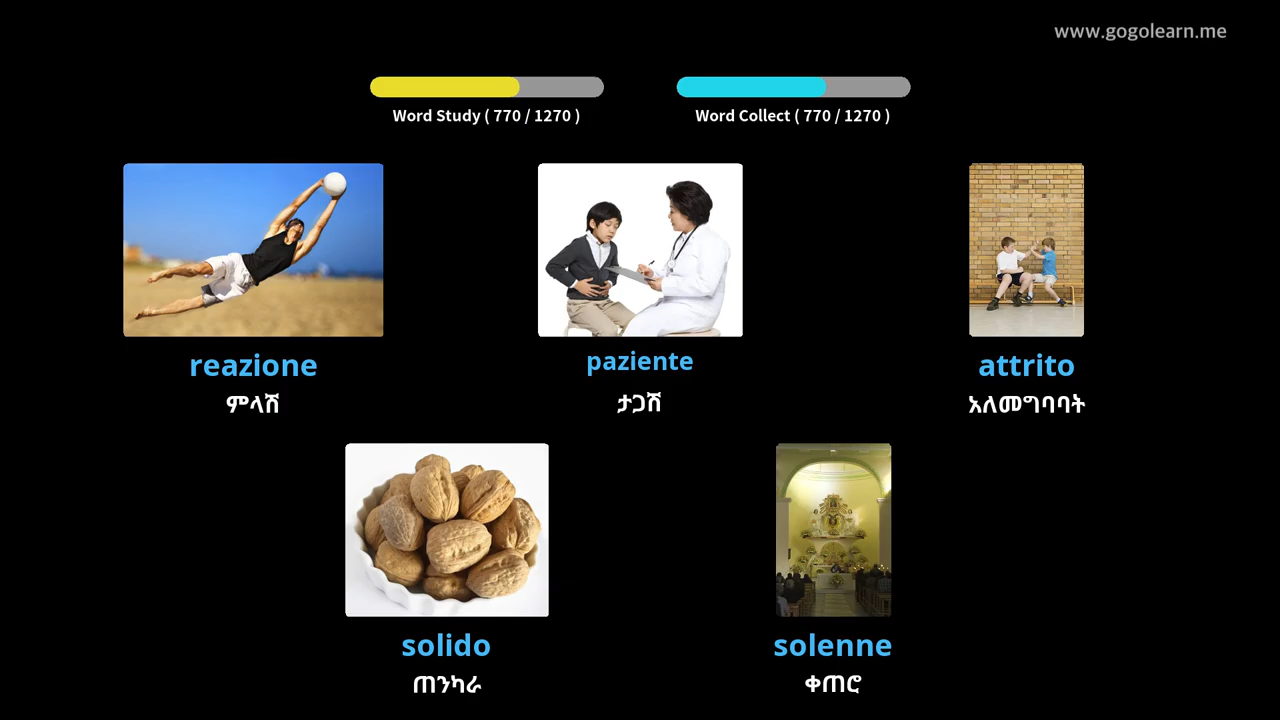 www.gogolearn.me
Word Study ( 770 / 1270 )
Word Collect ( 770 / 1270 )
reazione
ምላሽ
paziente
ታጋሽ
attrito
አለመግባባት
solido
ጠንካራ
solenne
ቀጠሮ